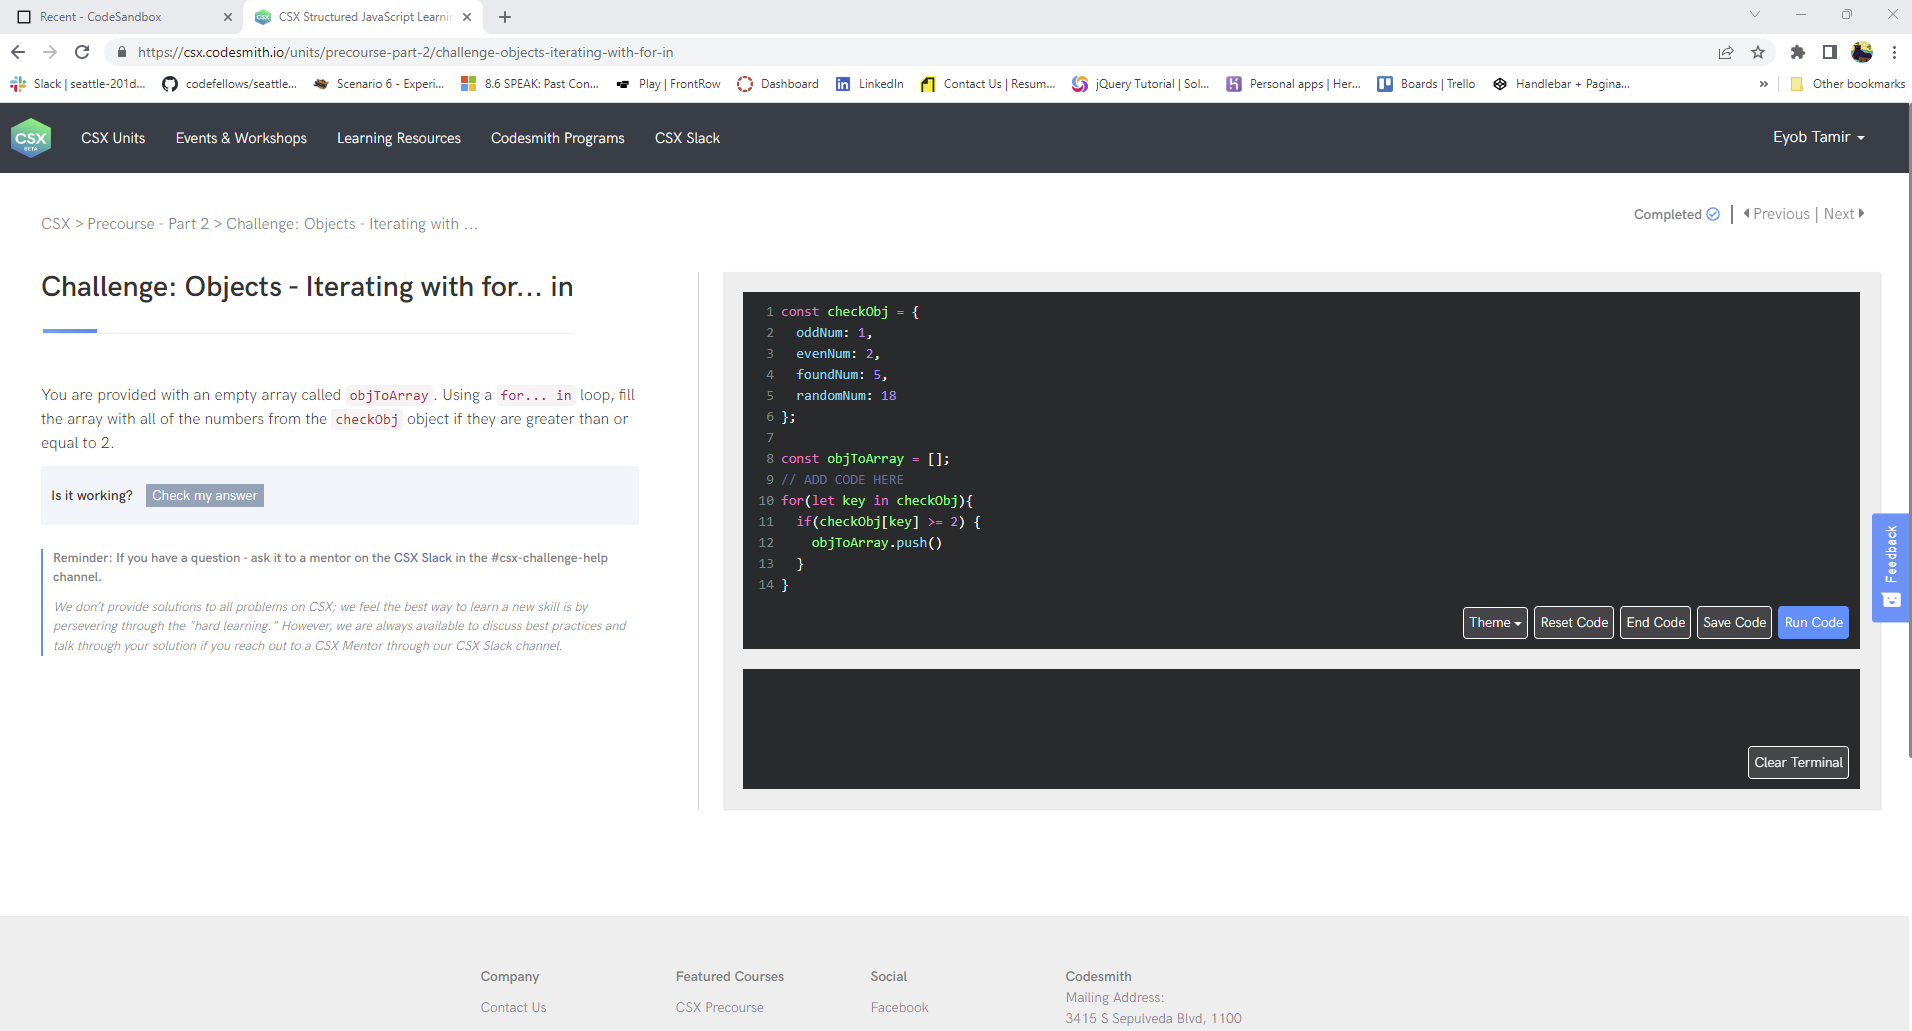 Recent - CodeSandbox
CSX Structured JavaScript Learnin
https://csx.codesmith.io/units/precourse-part-2/challenge-objects-iterating-with-for-in
Slack | seattle-201d...
codefellows/seattle...
Scenario 6 - Experi...
8.6 SPEAK: Past Con...
Play | FrontRow
Dashboard
LinkedIn
Contact Us | Resum...
jQuery Tutorial | Sol...
Personal apps | Her...
Boards | Trello
Handlebar + Pagina...
»
Other bookmarks
CSX
BETA
CSX Units
Events & Workshops
Learning Resources
Codesmith Programs
CSX Slack
Eyob Tamir
CSX > Precourse - Part 2 > Challenge: Objects - Iterating with ...
Completed | Previous | Next
Challenge: Objects - Iterating with for... in
You are provided with an empty array called objToArray. Using a for... in loop, fill
the array with all of the numbers from the checkObj object if they are greater than or
equal to 2.
Is it working? Check my answer
Reminder: If you have a question - ask it to a mentor on the CSX Slack in the #csx-challenge-help
channel.
We don't provide solutions to all problems on CSX; we feel the best way to learn a new skill is by
persevering through the "hard learning." However, we are always available to discuss best practices and
talk through your solution if you reach out to a CSX Mentor through our CSX Slack channel.
1 const checkObj = {
2 oddNum: 1,
3 evenNum: 2,
4 foundNum: 5,
5 randomNum: 18
6 };
7
8 const objToArray = [];
9 // ADD CODE HERE
10 for(let key in checkObj){
11 if(checkObj[key] >= 2) {
12 objToArray.push()
13 }
14 }
Theme
Reset Code
End Code
Save Code
Run Code
Clear Terminal
Feedback
Company
Contact Us
Featured Courses
CSX Precourse
Social
Facebook
Codesmith
Mailing Address:
3415 S Sepulveda Blvd, 1100